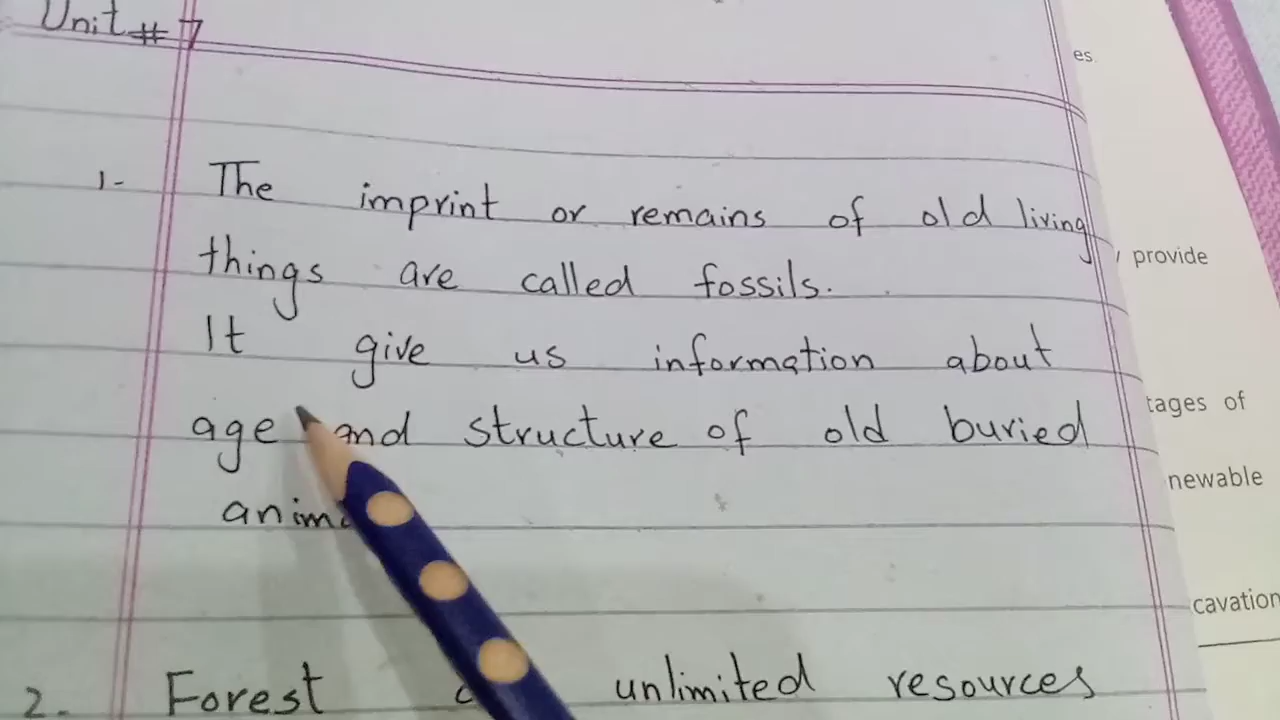 Unit # 7
es
1- The imprint or remains of old living
things are called fossils.
provide
It give us information about
age and structure of old buried
tages of
newable
cavation
2. Forest unlimited resources